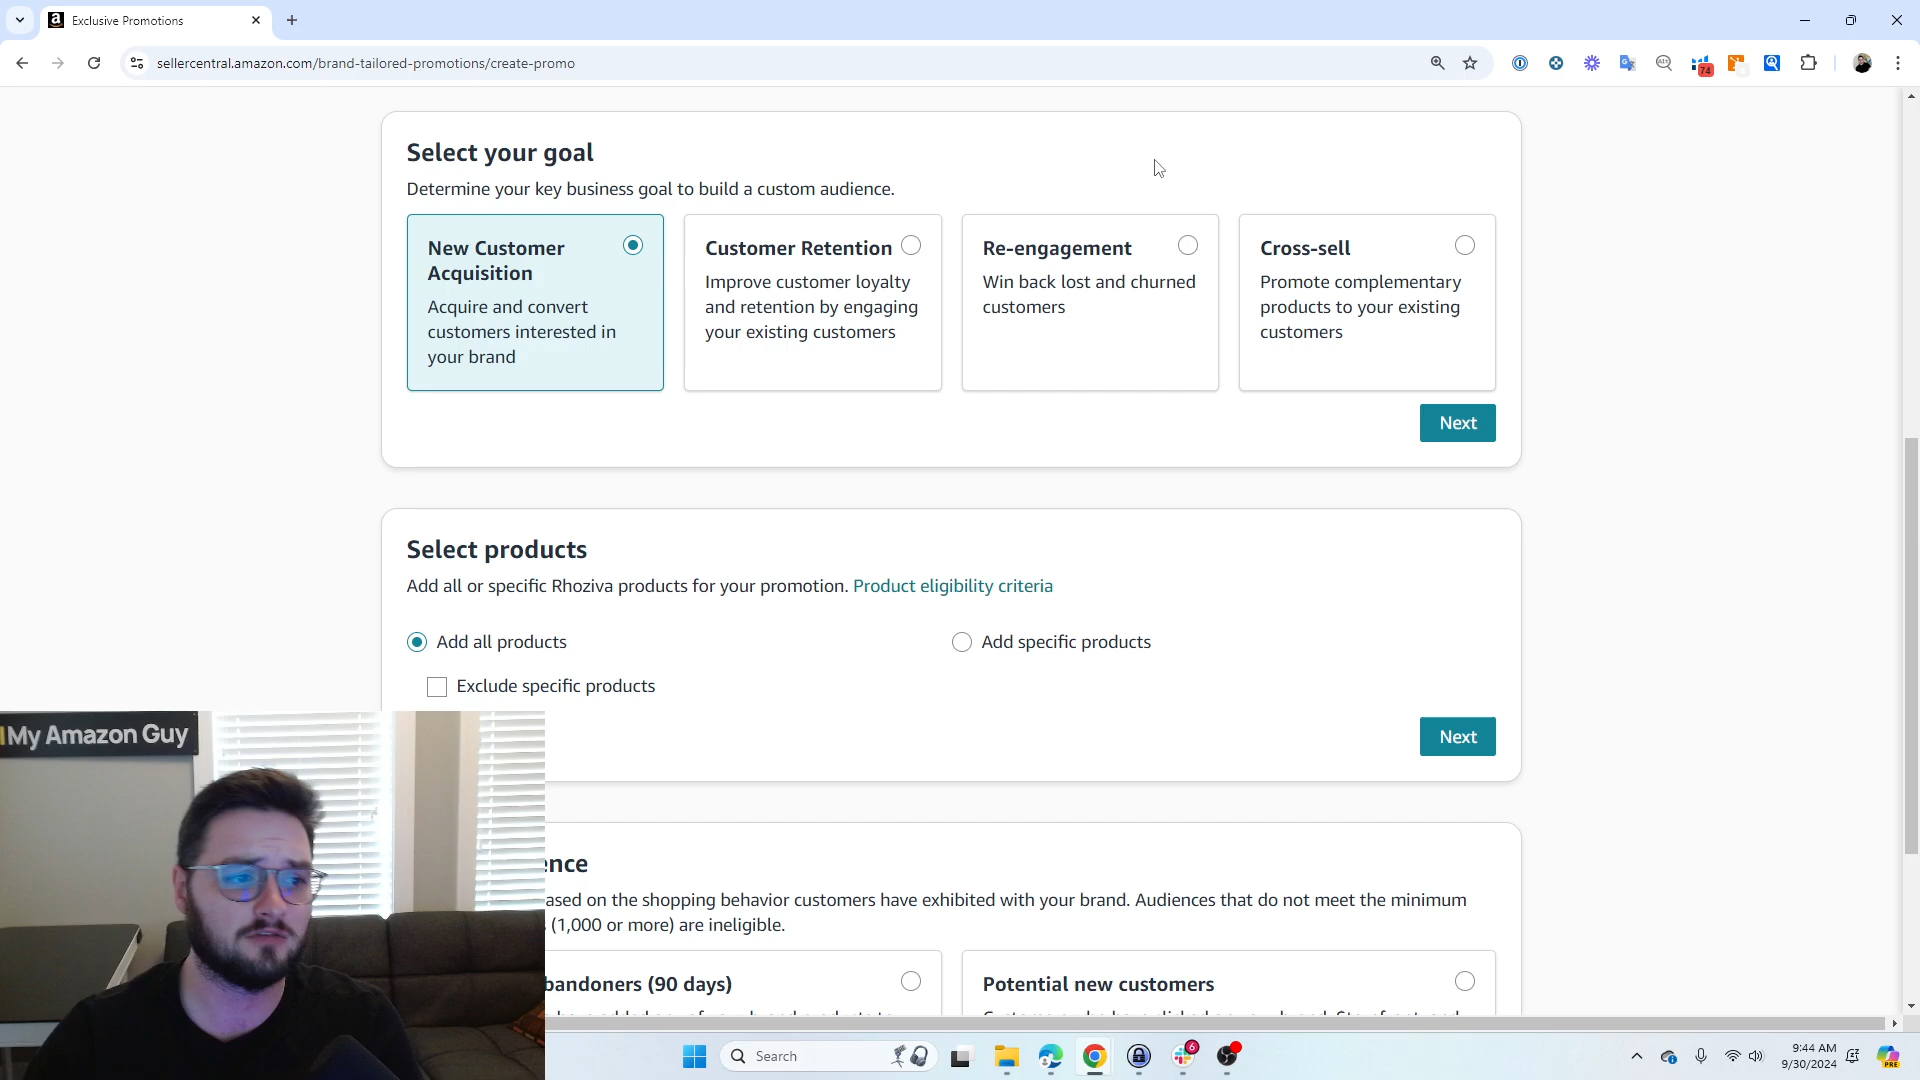 Exclusive Promotions
sellercentral.amazon.com/brand-tailored-promotions/create-promo
74
Select your goal
Determine your key business goal to build a custom audience.
New Customer
Acquisition
Acquire and convert
customers interested in
your brand
Customer Retention
Improve customer loyalty
and retention by engaging
your existing customers
Re-engagement
Win back lost and churned
customers
Cross-sell
Promote complementary
products to your existing
customers
Next
Select products
Add all or specific Rhoziva products for your promotion. Product eligibility criteria
Add all products
Add specific products
Exclude specific products
Next
My Amazon Guy
ence
ased on the shopping behavior customers have exhibited with your brand. Audiences that do not meet the minimum
(1,000 or more) are ineligible.
bandoners (90 days)
Potential new customers
Search
6
9:44 AM
9/30/2024
PRE